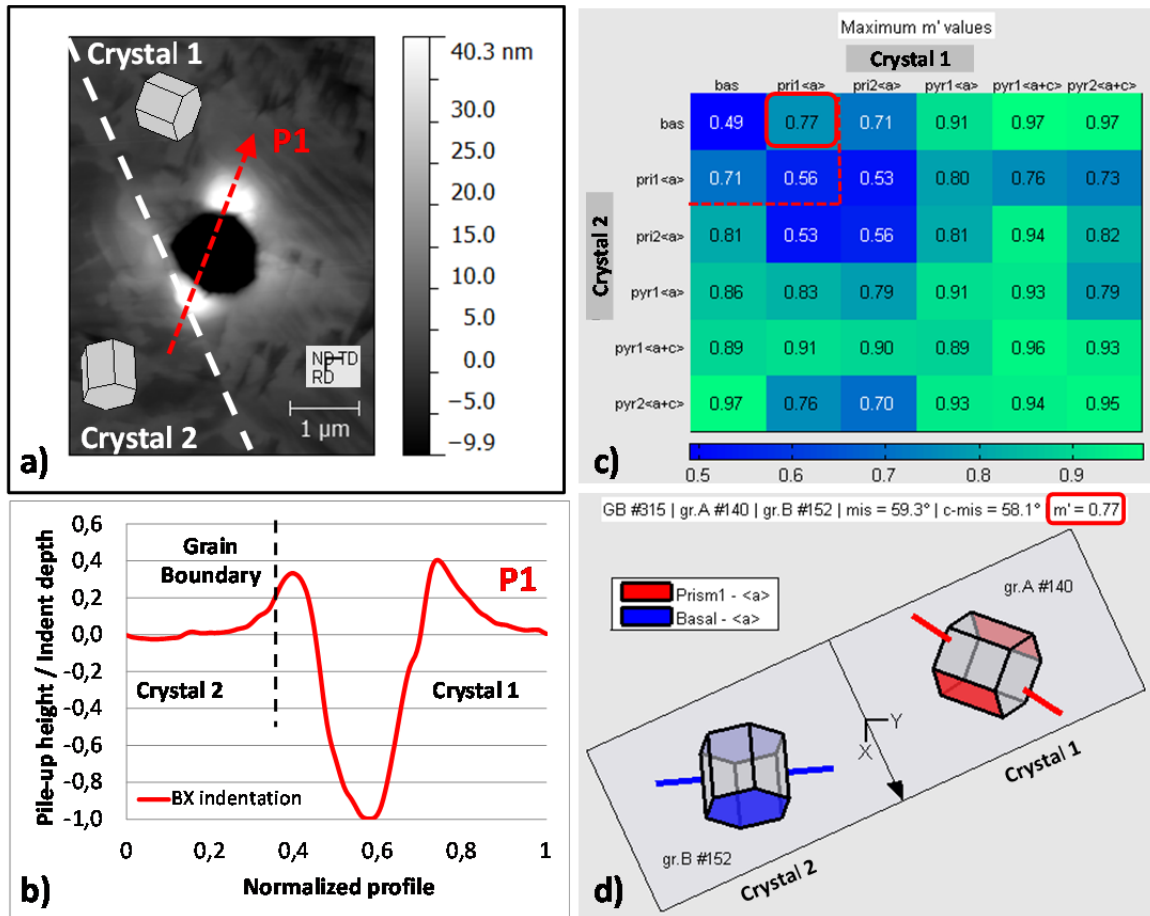 Crystal 1
P1
Crystal 2
ND TD
RD
1 µm
40.3 nm
30.0
25.0
20.0
15.0
10.0
5.0
0.0
−5.0
−9.9
a)
Maximum m' values
Crystal 1
bas pri1<a> pri2<a> pyr1<a> pyr1<a+c> pyr2<a+c>
Crystal 2
bas 0.49 0.77 0.71 0.91 0.97 0.97
pri1<a> 0.71 0.56 0.53 0.80 0.76 0.73
pri2<a> 0.81 0.53 0.56 0.81 0.94 0.82
pyr1<a> 0.86 0.83 0.79 0.91 0.93 0.79
pyr1<a+c> 0.89 0.91 0.90 0.89 0.96 0.93
pyr2<a+c> 0.97 0.76 0.70 0.93 0.94 0.95
0.5 0.6 0.7 0.8 0.9
c)
Pile-up height / Indent depth
0,6
0,4
0,2
0,0
-0,2
-0,4
-0,6
-0,8
-1,0
Grain
Boundary
P1
Crystal 2
Crystal 1
BX indentation
0 0,2 0,4 0,6 0,8 1
Normalized profile
b)
GB #315 | gr.A #140 | gr.B #152 | mis = 59.3° | c-mis = 58.1° m' = 0.77
Prism1 - <a>
Basal - <a>
gr.A #140
Y
X
Crystal 1
gr.B #152
Crystal 2
d)